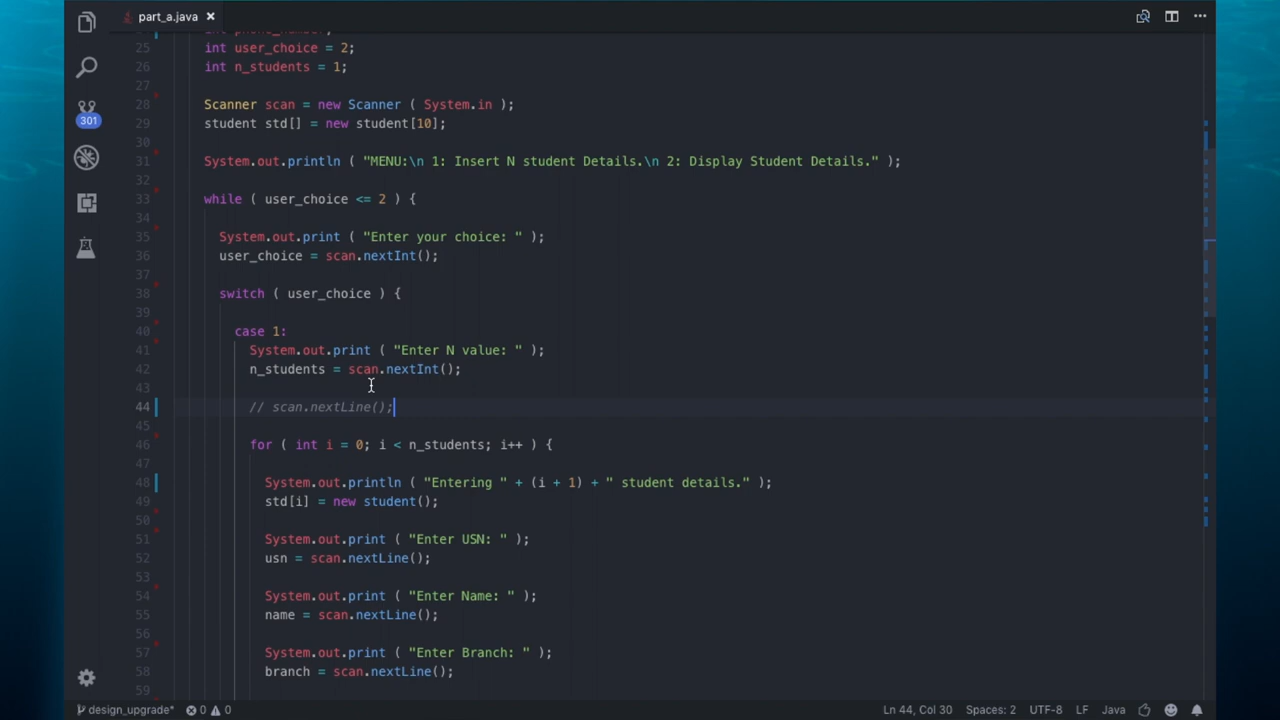 part_a.java ×
25 int user_choice = 2;
26 int n_students = 1;
27
28 Scanner scan = new Scanner ( System.in );
29 student std[] = new student[10];
30
31 System.out.println ( "MENU:\n 1: Insert N student Details.\n 2: Display Student Details." );
32
33 while ( user_choice <= 2 ) {
34
35 System.out.print ( "Enter your choice: " );
36 user_choice = scan.nextInt();
37
38 switch ( user_choice ) {
39
40 case 1:
41 System.out.print ( "Enter N value: " );
42 n_students = scan.nextInt();
43
44 // scan.nextLine();
45
46 for ( int i = 0; i < n_students; i++ ) {
47
48 System.out.println ( "Entering " + (i + 1) + " student details." );
49 std[i] = new student();
50
51 System.out.print ( "Enter USN: " );
52 usn = scan.nextLine();
53
54 System.out.print ( "Enter Name: " );
55 name = scan.nextLine();
56
57 System.out.print ( "Enter Branch: " );
58 branch = scan.nextLine();
59
301
design_upgrade* 0 0 Ln 44, Col 30 Spaces: 2 UTF-8 LF Java